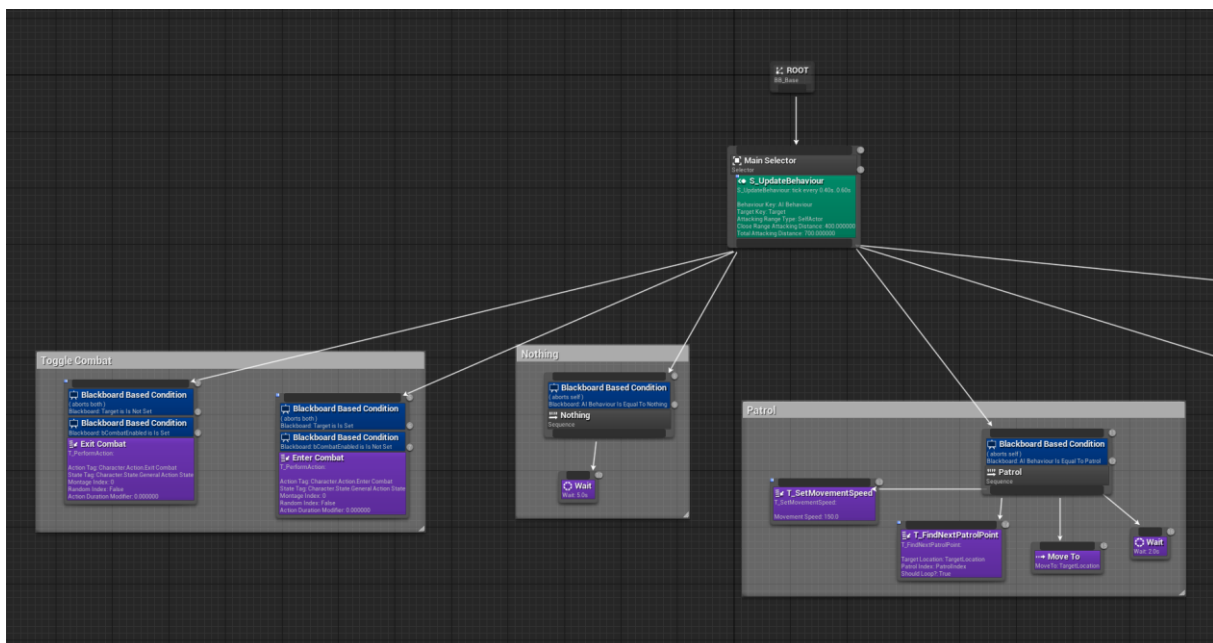 ROOT
BB_Base
Main Selector
Selector
S_UpdateBehaviour
S_UpdateBehaviour: tick every 0.40s..0.60s
Behaviour Key: AI Behaviour
Target Key: Target
Attacking Range Type: SelfActor
Close Range Attacking Distance: 400.000000
Total Attacking Distance: 700.000000
Toggle Combat
Blackboard Based Condition
( aborts both )
Blackboard: Target is Is Not Set
Blackboard Based Condition
Blackboard: bCombatEnabled is Is Not Set
Exit Combat
T_PerformAction
Action Tag: Character.Action.Exit Combat
State Tag: Character.State.General Action State
Montage Index: 0
Random Index: False
Action Duration Modifier: 0.000000
Blackboard Based Condition
( aborts both )
Blackboard: Target is Is Set
Blackboard Based Condition
Blackboard: bCombatEnabled is Is Not Set
Enter Combat
T_PerformAction
Action Tag: Character.Action.Enter Combat
State Tag: Character.State.General Action State
Montage Index: 0
Random Index: False
Action Duration Modifier: 0.000000
Nothing
Blackboard Based Condition
( aborts self )
Blackboard: AI Behaviour Is Equal To Nothing
Nothing
Sequence
Wait
Wait: 5.0s
Patrol
Blackboard Based Condition
( aborts self )
Blackboard: AI Behaviour Is Equal To Patrol
Patrol
Sequence
T_SetMovementSpeed
T_SetMovementSpeed:
Movement Speed: 150.0
T_FindNextPatrolPoint
T_FindNextPatrolPoint:
Target Location: TargetLocation
Patrol Index: PatrolIndex
Should Loop?: True
Move To
MoveTo: TargetLocation
Wait
Wait: 2.0s